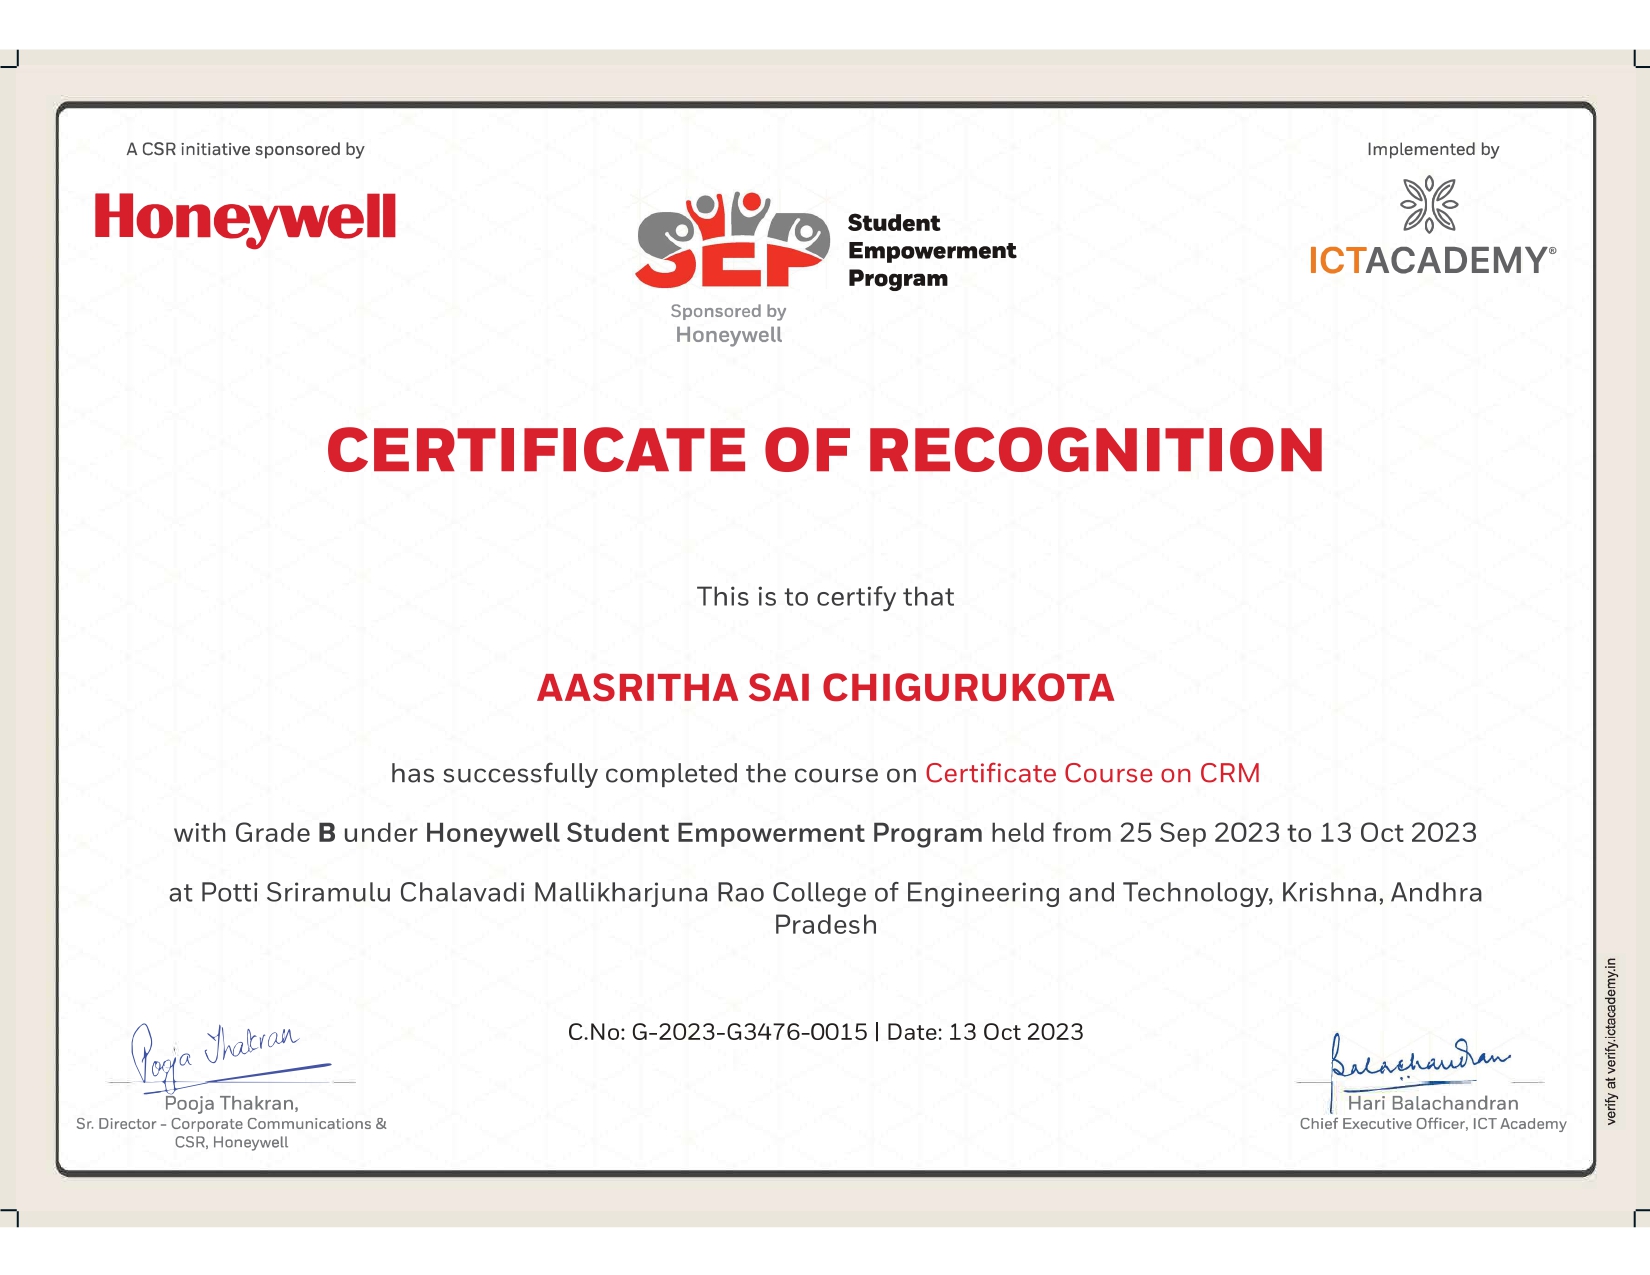 A CSR initiative sponsored by
Honeywell
SEP
Student
Empowerment
Program
Sponsored by
Honeywell
Implemented by
ICTACADEMY®
CERTIFICATE OF RECOGNITION
This is to certify that
AASRITHA SAI CHIGURUKOTA
has successfully completed the course on Certificate Course on CRM
with Grade B under Honeywell Student Empowerment Program held from 25 Sep 2023 to 13 Oct 2023
at Potti Sriramulu Chalavadi Mallikharjuna Rao College of Engineering and Technology, Krishna, Andhra
Pradesh
C.No: G-2023-G3476-0015 | Date: 13 Oct 2023
Pooja Thakran
Pooja Thakran,
Sr. Director - Corporate Communications &
CSR, Honeywell
Balachandran
Hari Balachandran
Chief Executive Officer, ICT Academy
verify at verify.ictacademy.in